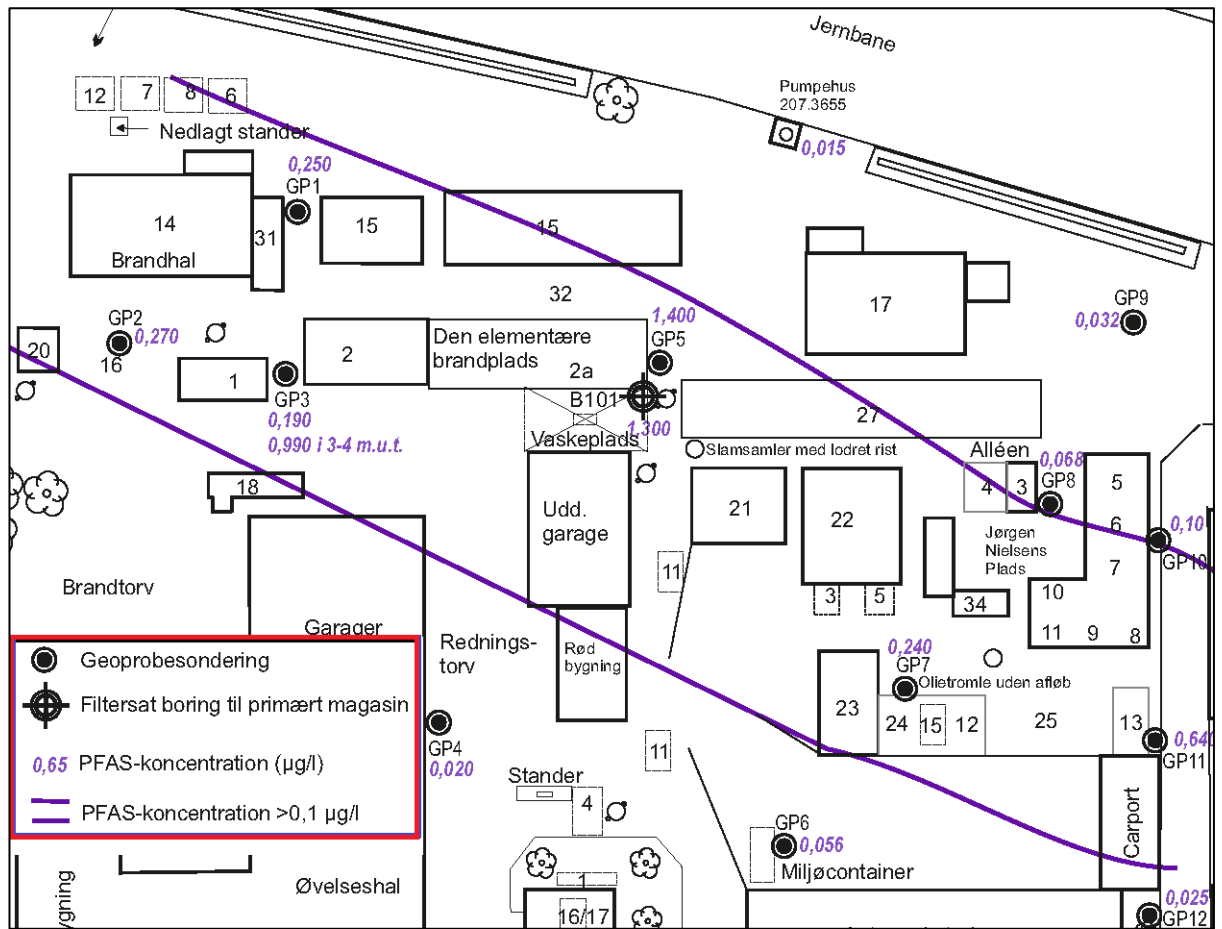 Jernbane
Pumpehus
207.3655
0,015
12
7
8
6
Nedlagt stander
0,250
GP1
14
Brandhal
31
15
15
32
17
GP9
0,032
GP2
0,270
20
16
1
GP3
0,190
0,990 i 3-4 m.u.t.
2
Den elementære
brandplads
2a
1,400
GP5
B101
1,300
Vaskeplads
27
Slamsamler med lodret rist
Alléen
0,068
GP8
4
3
5
6
7
0,10
GP10
18
Udd.
garage
21
22
11
3
5
Jørgen
Nielsens
Plads
34
10
11
9
8
Brandtorv
Garager
Rednings-
torv
Rød
bygning
0,240
GP7
Olietromle uden afløb
23
24
15
12
25
13
0,640
GP11
GP4
0,020
11
Stander
4
GP6
0,056
Miljøcontainer
Carport
0,025
GP12
1
16/17
Geoprobesondering
Filtersat boring til primært magasin
0,65 PFAS-koncentration (µg/l)
PFAS-koncentration >0,1 µg/l
Øvelseshal
ygning